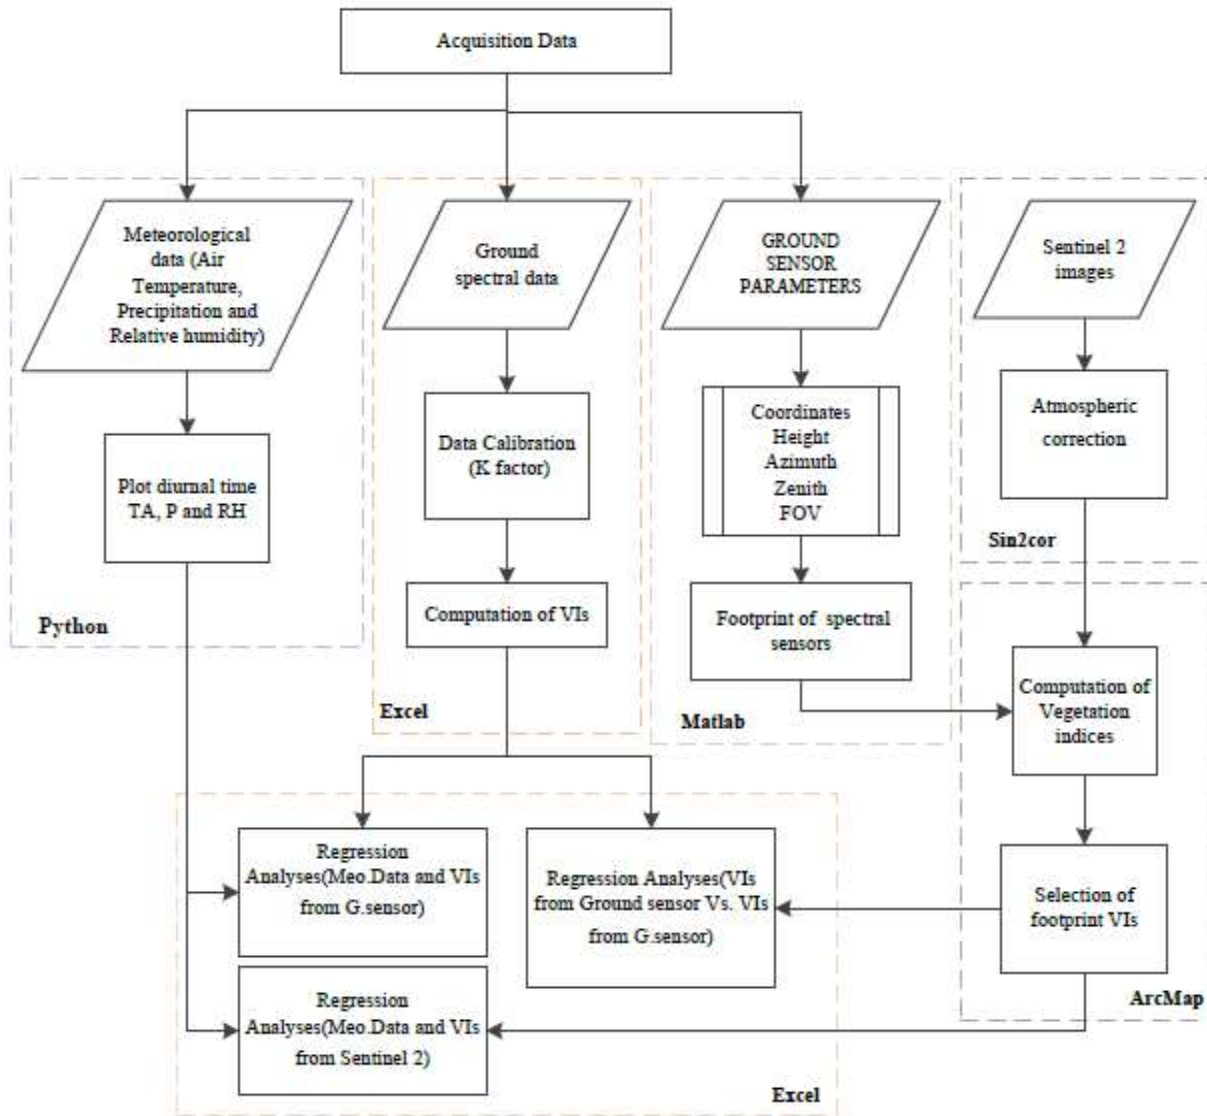 Acquisition Data
Meteorological
data (Air
Temperature,
Precipitation and
Relative humidity)
Plot diurnal time
TA, P and RH
Python
Ground
spectral data
Data Calibration
(K factor)
Computation of VIs
Excel
GROUND
SENSOR
PARAMETERS
Coordinates
Height
Azimuth
Zenith
FOV
Footprint of spectral
sensors
Matlab
Sentinel 2
images
Atmospheric
correction
Sin2cor
Computation of
Vegetation
indices
Selection of
footprint VIs
ArcMap
Regression
Analyses(Meo.Data and VIs
from G.sensor)
Regression Analyses(VIs
from Ground sensor Vs. VIs
from G.sensor)
Regression
Analyses(Meo.Data and VIs
from Sentinel 2)
Excel